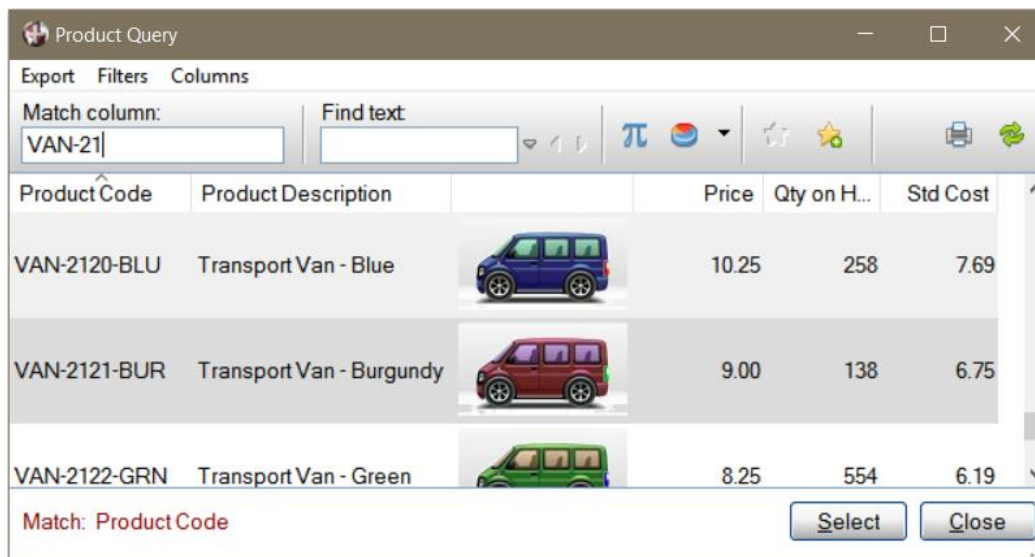 Product Query
Export Filters Columns
Match column: Find text:
VAN-21
Product Code Product Description Price Qty on H... Std Cost
VAN-2120-BLU Transport Van - Blue 10.25 258 7.69
VAN-2121-BUR Transport Van - Burgundy 9.00 138 6.75
VAN-2122-GRN Transport Van - Green 8.25 554 6.19
Match: Product Code Select Close